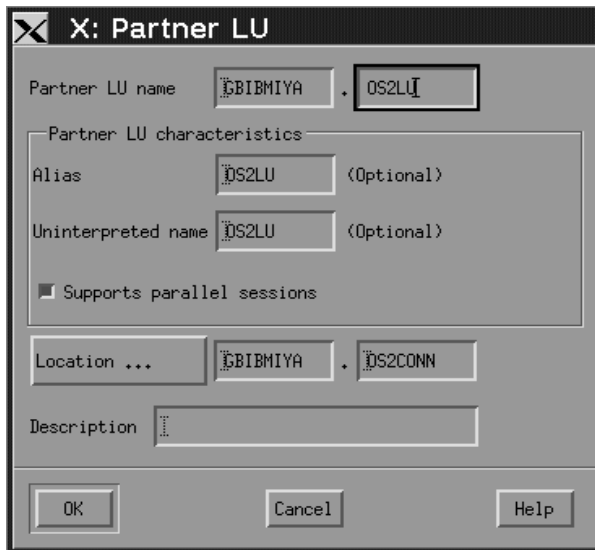 X: Partner LU
Partner LU name GBIBMIYA . OS2LU
Partner LU characteristics
Alias OS2LU (Optional)
Uninterpreted name OS2LU (Optional)
Supports parallel sessions
Location ... GBIBMIYA . OS2CONN
Description
OK Cancel Help